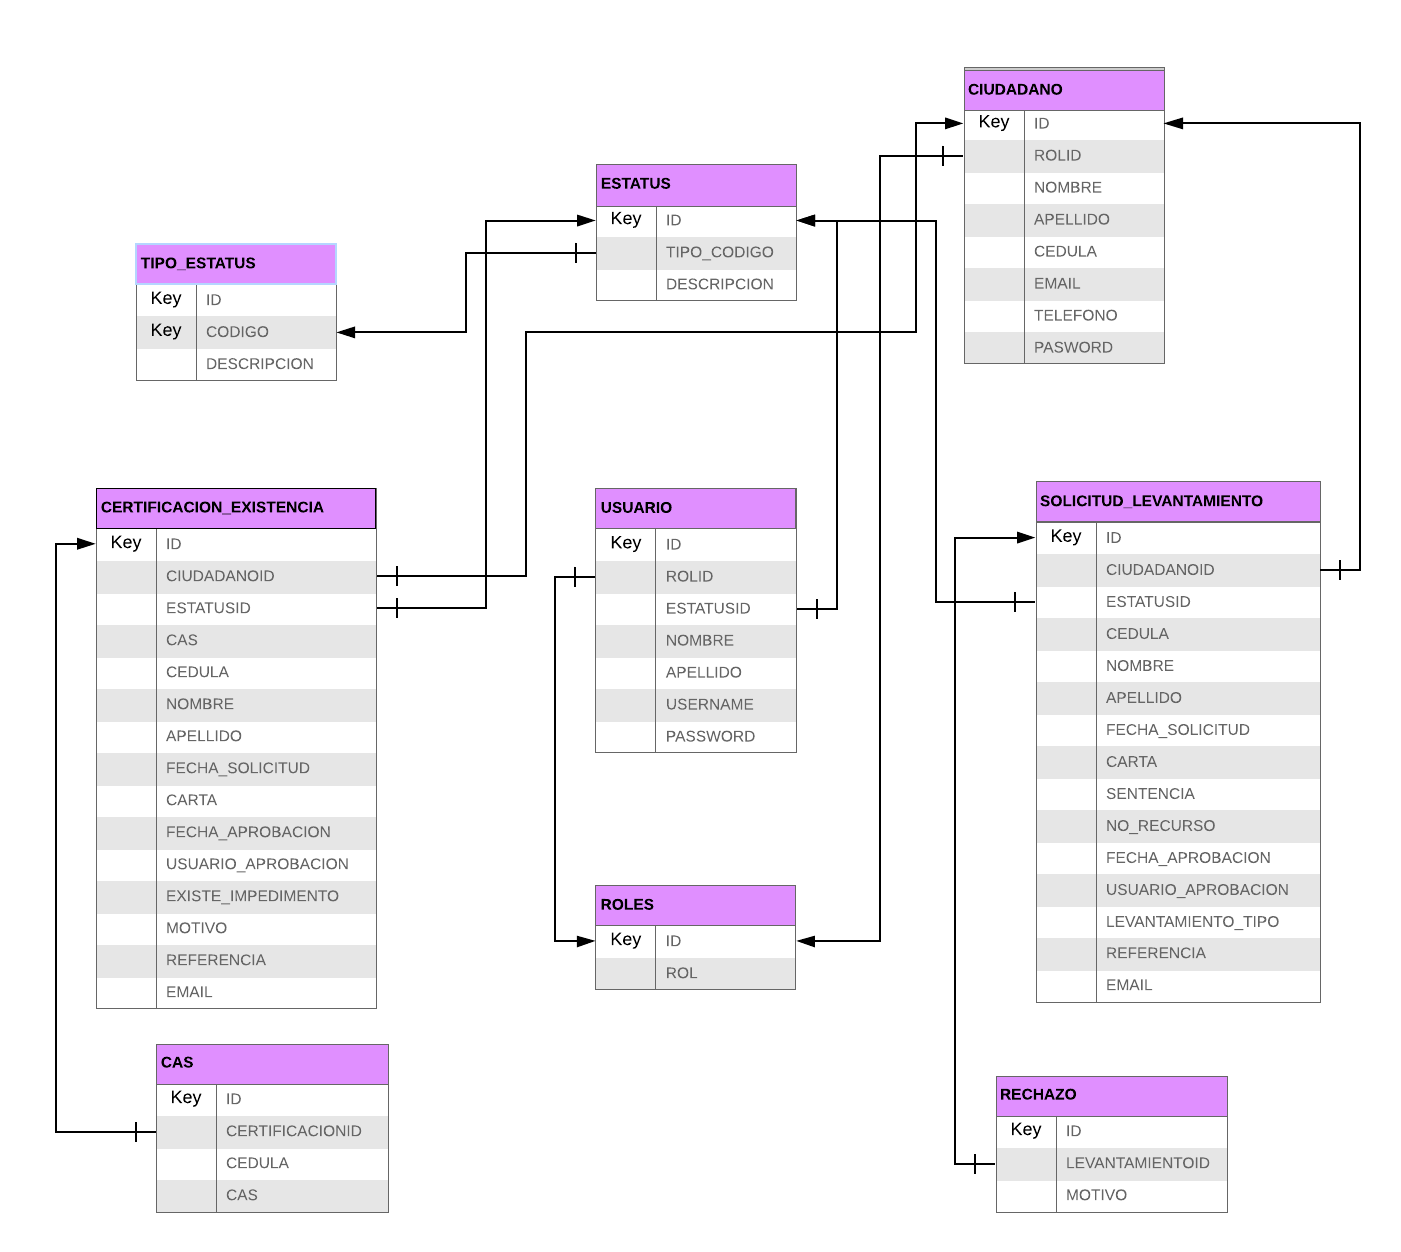 CIUDADANO
Key ID
ROLID
NOMBRE
APELLIDO
CEDULA
EMAIL
TELEFONO
PASWORD
ESTATUS
Key ID
TIPO_CODIGO
DESCRIPCION
TIPO_ESTATUS
Key ID
Key CODIGO
DESCRIPCION
CERTIFICACION_EXISTENCIA
Key ID
CIUDADANOID
ESTATUSID
CAS
CEDULA
NOMBRE
APELLIDO
FECHA_SOLICITUD
CARTA
FECHA_APROBACION
USUARIO_APROBACION
EXISTE_IMPEDIMENTO
MOTIVO
REFERENCIA
EMAIL
USUARIO
Key ID
ROLID
ESTATUSID
NOMBRE
APELLIDO
USERNAME
PASSWORD
SOLICITUD_LEVANTAMIENTO
Key ID
CIUDADANOID
ESTATUSID
CEDULA
NOMBRE
APELLIDO
FECHA_SOLICITUD
CARTA
SENTENCIA
NO_RECURSO
FECHA_APROBACION
USUARIO_APROBACION
LEVANTAMIENTO_TIPO
REFERENCIA
EMAIL
ROLES
Key ID
ROL
CAS
Key ID
CERTIFICACIONID
CEDULA
CAS
RECHAZO
Key ID
LEVANTAMIENTOID
MOTIVO